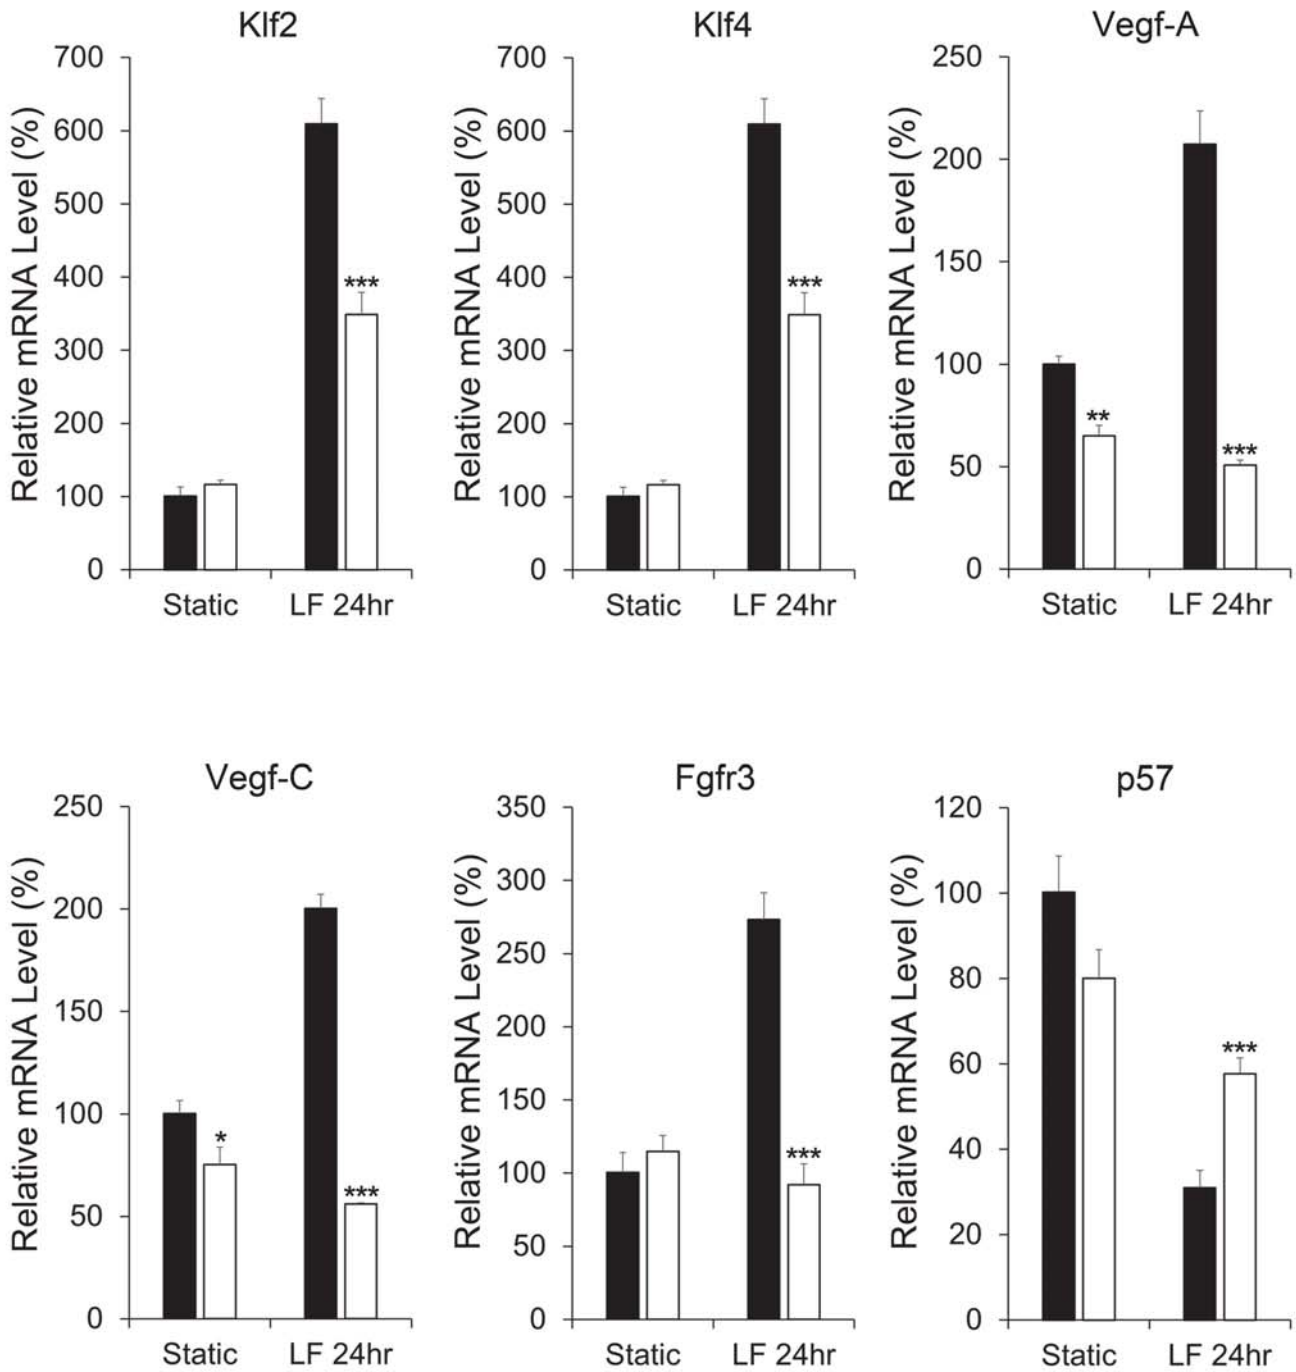 Klf2
Relative mRNA Level (%)
700
600
500
400
300
200
100
0
***
Static
LF 24hr
Klf4
Relative mRNA Level (%)
700
600
500
400
300
200
100
0
***
Static
LF 24hr
Vegf-A
Relative mRNA Level (%)
250
200
150
100
50
0
**
***
Static
LF 24hr
Vegf-C
Relative mRNA Level (%)
250
200
150
100
50
0
*
***
Static
LF 24hr
Fgfr3
Relative mRNA Level (%)
350
300
250
200
150
100
50
0
***
Static
LF 24hr
p57
Relative mRNA Level (%)
120
100
80
60
40
20
0
***
Static
LF 24hr